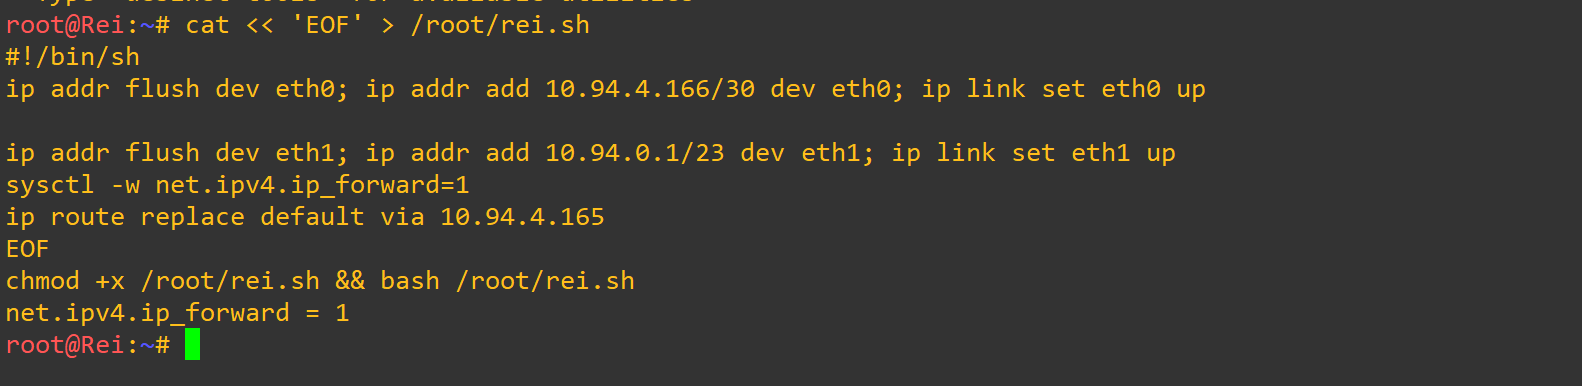 root@Rei:~# cat << 'EOF' > /root/rei.sh
#!/bin/sh
ip addr flush dev eth0; ip addr add 10.94.4.166/30 dev eth0; ip link set eth0 up
ip addr flush dev eth1; ip addr add 10.94.0.1/23 dev eth1; ip link set eth1 up
sysctl -w net.ipv4.ip_forward=1
ip route replace default via 10.94.4.165
EOF
chmod +x /root/rei.sh && bash /root/rei.sh
net.ipv4.ip_forward = 1
root@Rei:~#